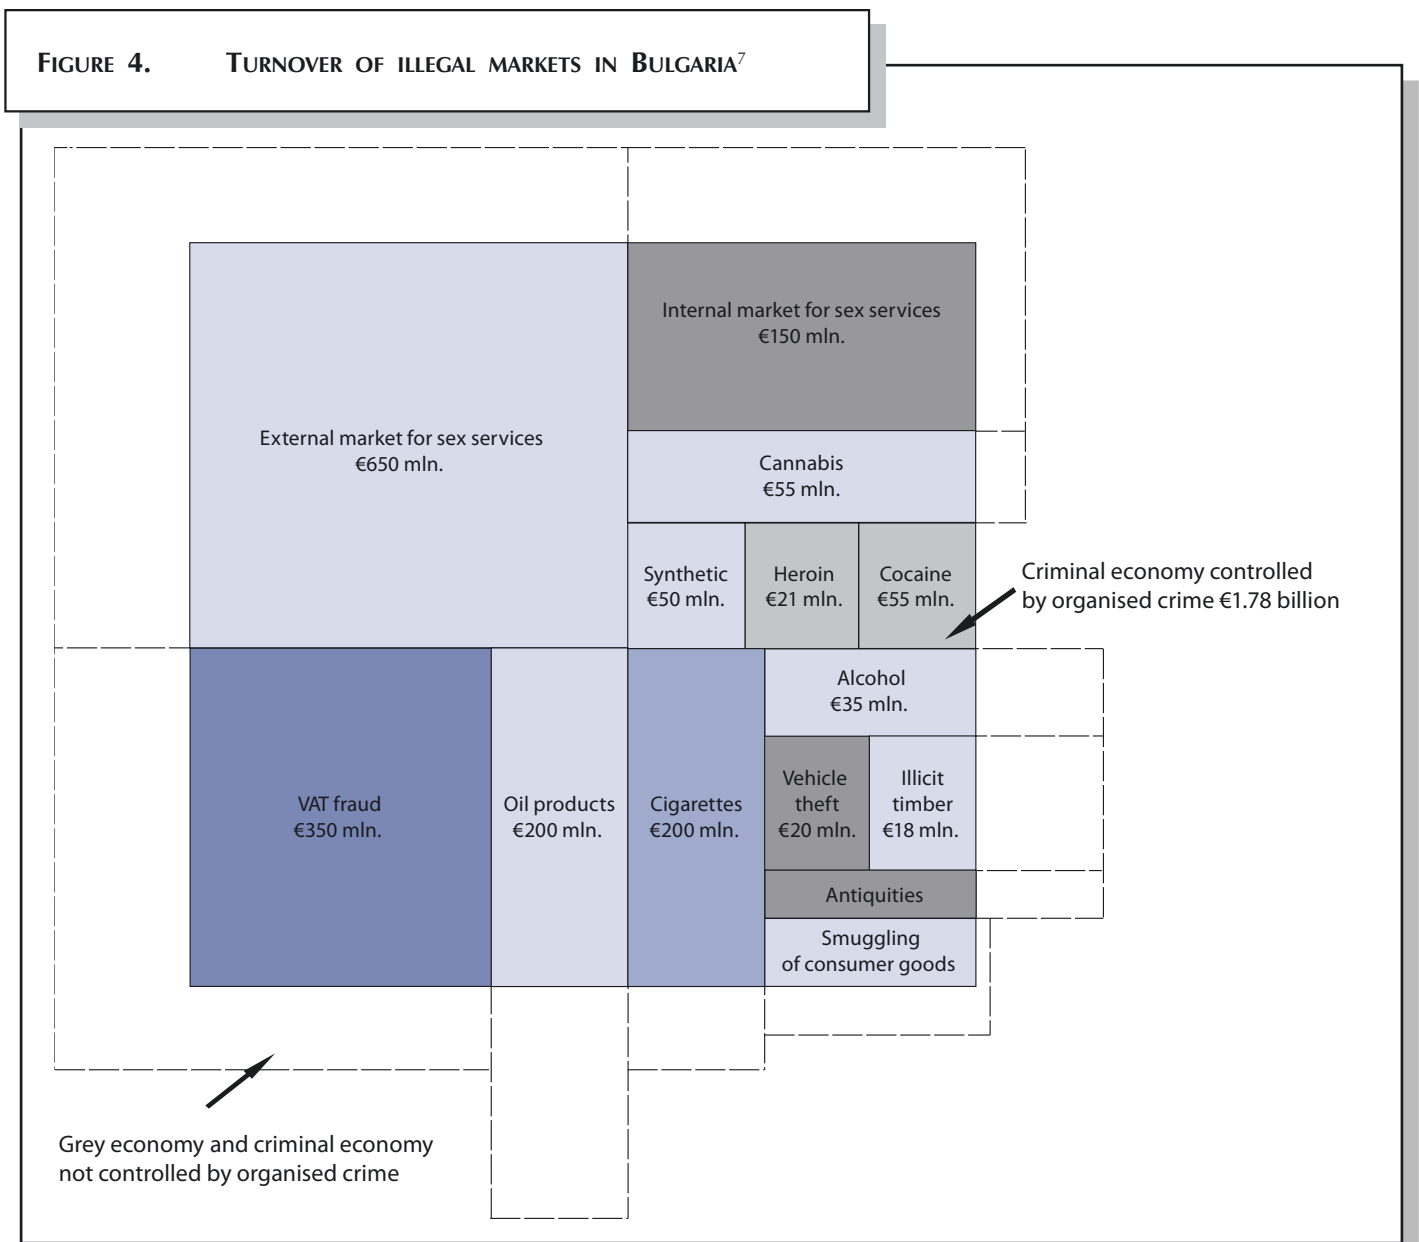 FIGURE 4. TURNOVER OF ILLEGAL MARKETS IN BULGARIA7
Internal market for sex services
€150 mln.
External market for sex services
€650 mln.
Cannabis
€55 mln.
Synthetic
€50 mln.
Heroin
€21 mln.
Cocaine
€55 mln.
Criminal economy controlled
by organised crime €1.78 billion
Alcohol
€35 mln.
VAT fraud
€350 mln.
Oil products
€200 mln.
Cigarettes
€200 mln.
Vehicle
theft
€20 mln.
Illicit
timber
€18 mln.
Antiquities
Smuggling
of consumer goods
Grey economy and criminal economy
not controlled by organised crime